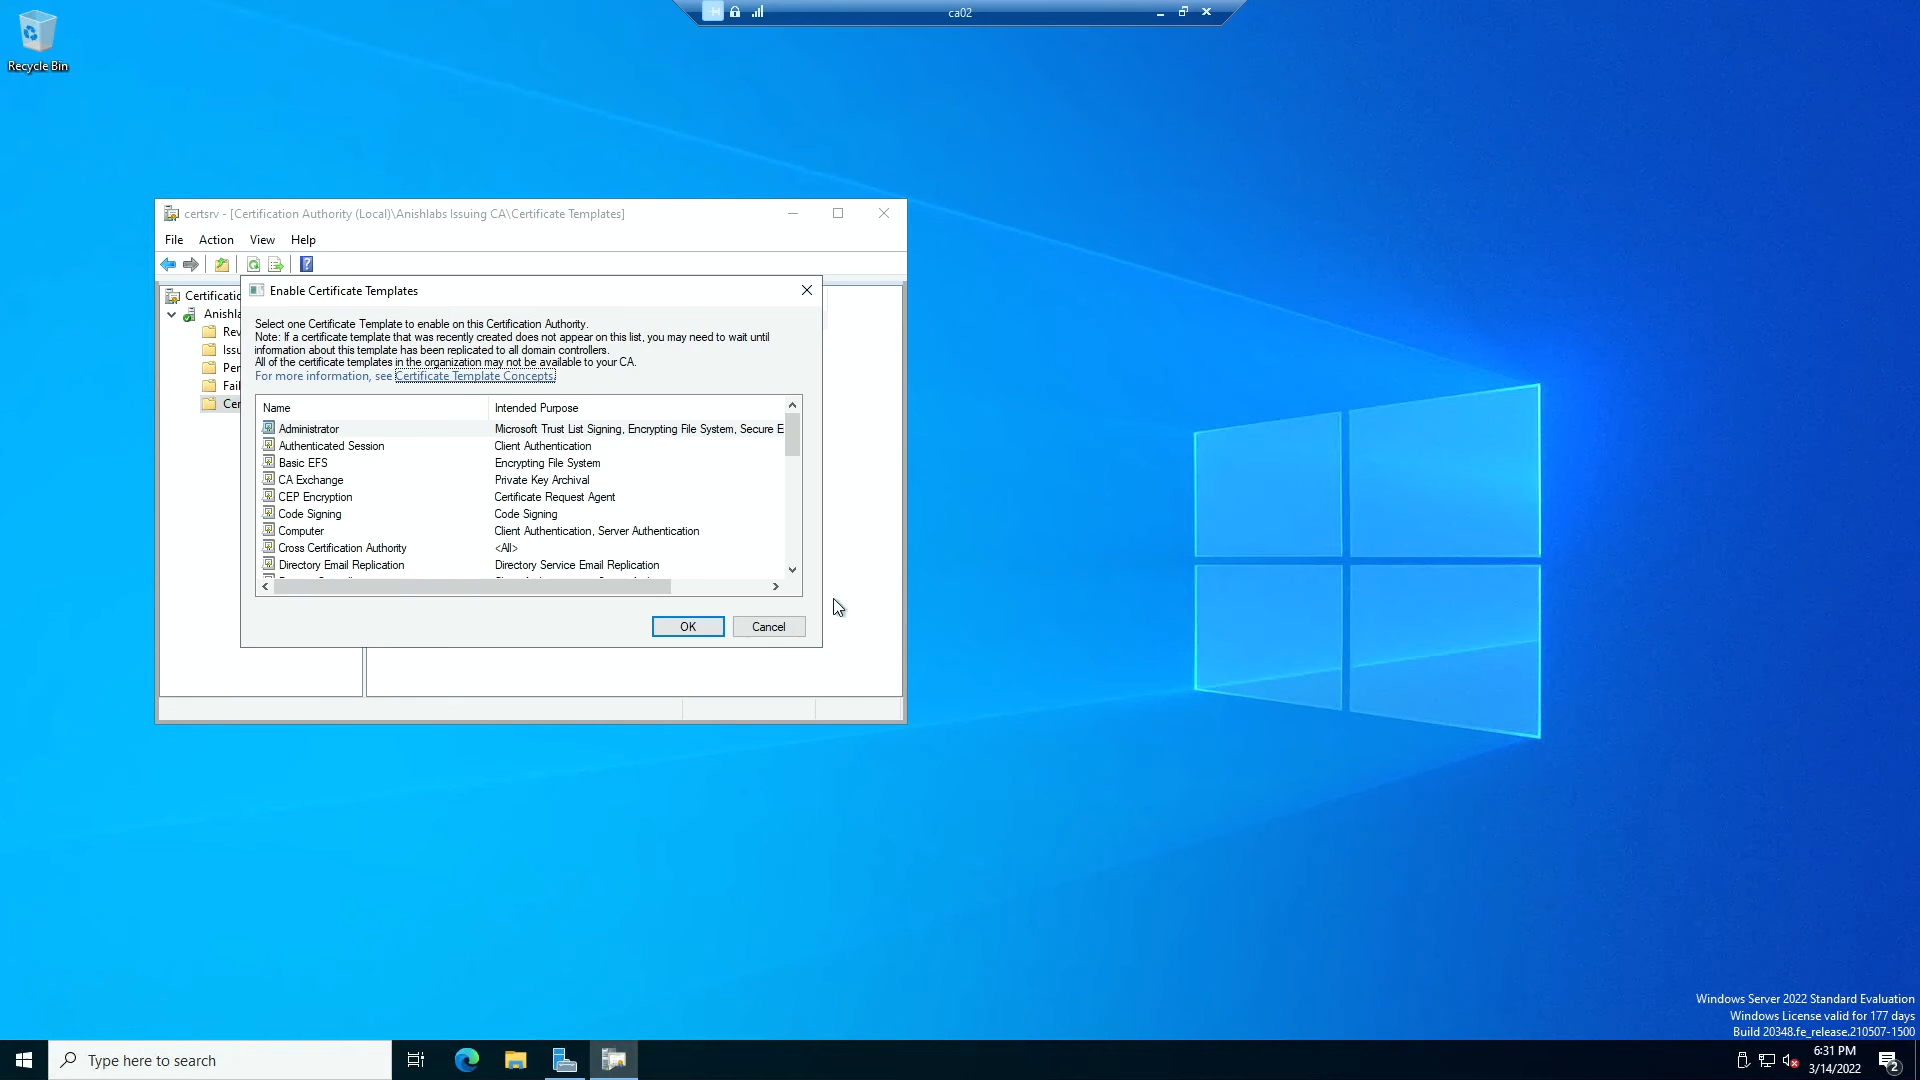 ca02
Recycle Bin
certsrv - [Certification Authority (Local)\Anishlabs Issuing CA\Certificate Templates]
File Action View Help
Certificatio
Anishla
Rev
Issu
Per
Fail
Cer
Enable Certificate Templates
Select one Certificate Template to enable on this Certification Authority.
Note: If a certificate template that was recently created does not appear on this list, you may need to wait until
information about this template has been replicated to all domain controllers.
All of the certificate templates in the organization may not be available to your CA.
For more information, see Certificate Template Concepts.
Name Intended Purpose
Administrator Microsoft Trust List Signing, Encrypting File System, Secure E
Authenticated Session Client Authentication
Basic EFS Encrypting File System
CA Exchange Private Key Archival
CEP Encryption Certificate Request Agent
Code Signing Code Signing
Computer Client Authentication, Server Authentication
Cross Certification Authority <All>
Directory Email Replication Directory Service Email Replication
OK Cancel
Windows Server 2022 Standard Evaluation
Windows License valid for 177 days
Build 20348.fe_release.210507-1500
Type here to search
6:31 PM
3/14/2022
2